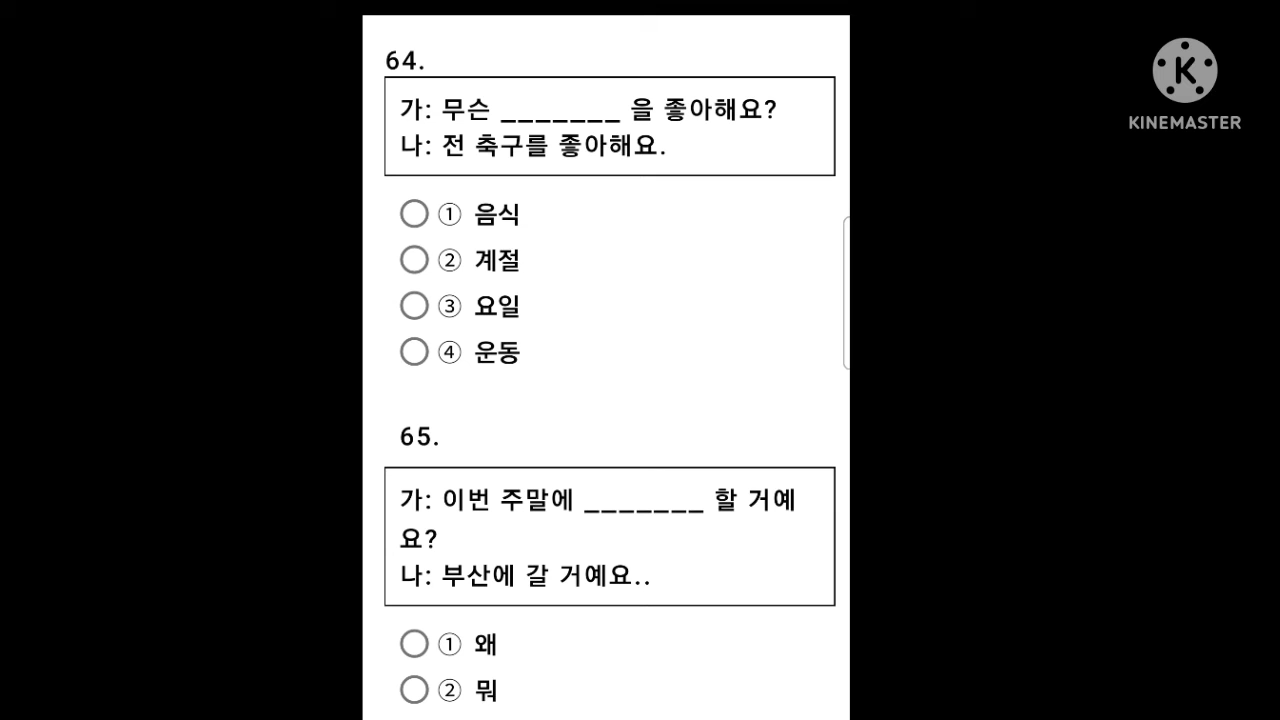 64.
가: 무슨 _______ 을 좋아해요?
나: 전 축구를 좋아해요.
① 음식
② 계절
③ 요일
④ 운동
65.
가: 이번 주말에 _______ 할 거예
요?
나: 부산에 갈 거예요..
① 왜
② 뭐
KINEMASTER